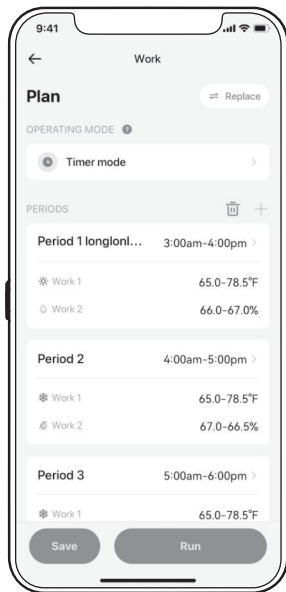 9:41
Work
Plan
Replace
OPERATING MODE ?
Timer mode
PERIODS
Period 1 longlonl... 3:00am-4:00pm
Work 1 65.0-78.5°F
Work 2 66.0-67.0%
Period 2 4:00am-5:00pm
Work 1 65.0-78.5°F
Work 2 67.0-66.5%
Period 3 5:00am-6:00pm
Work 1 65.0-78.5°F
Save Run